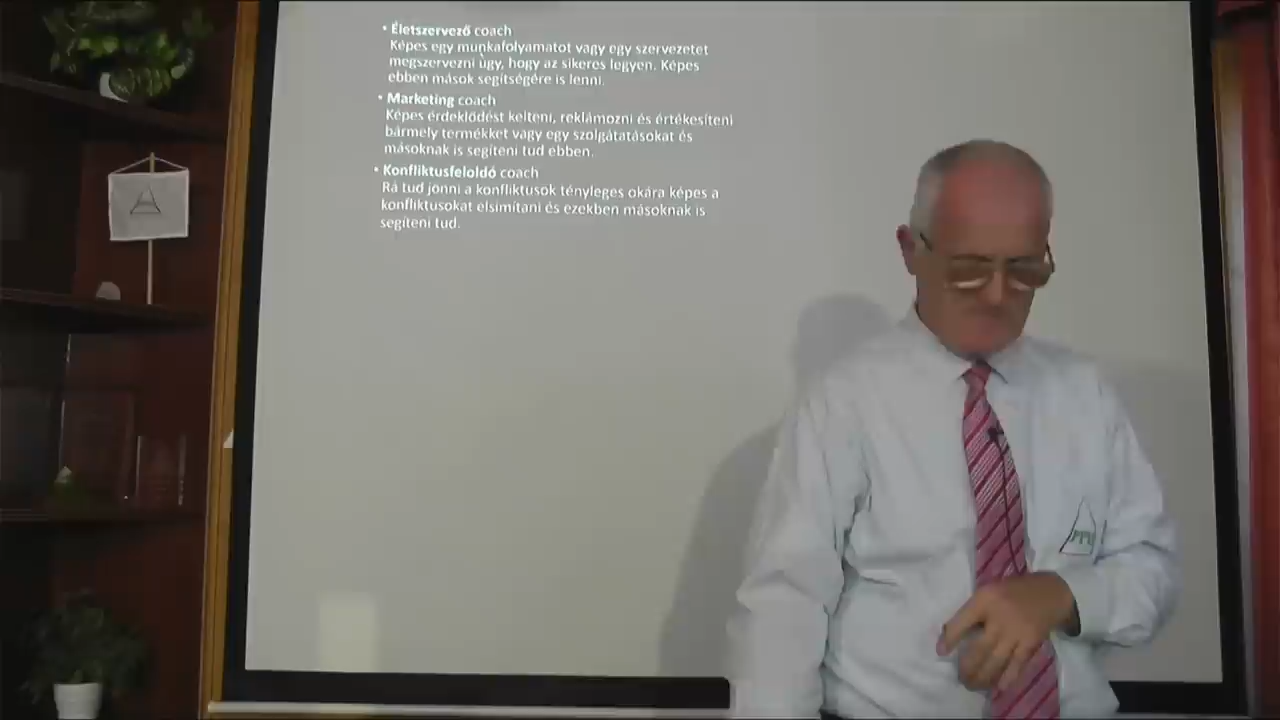 • Életszervező coach
Képes egy munkafolyamatot vagy egy szervezetet
megszervezni úgy, hogy az sikeres legyen. Képes
ebben mások segítségére is lenni.
• Marketing coach
Képes érdeklődést kelteni, reklámozni és értékesíteni
bármely termékket vagy egy szolgátatásokat és
másoknak is segíteni tud ebben.
• Konfliktusfeloldó coach
Rá tud jönni a konfliktusok tényleges okára képes a
konfliktusokat elsimítani és ezekben másoknak is
segíteni tud.